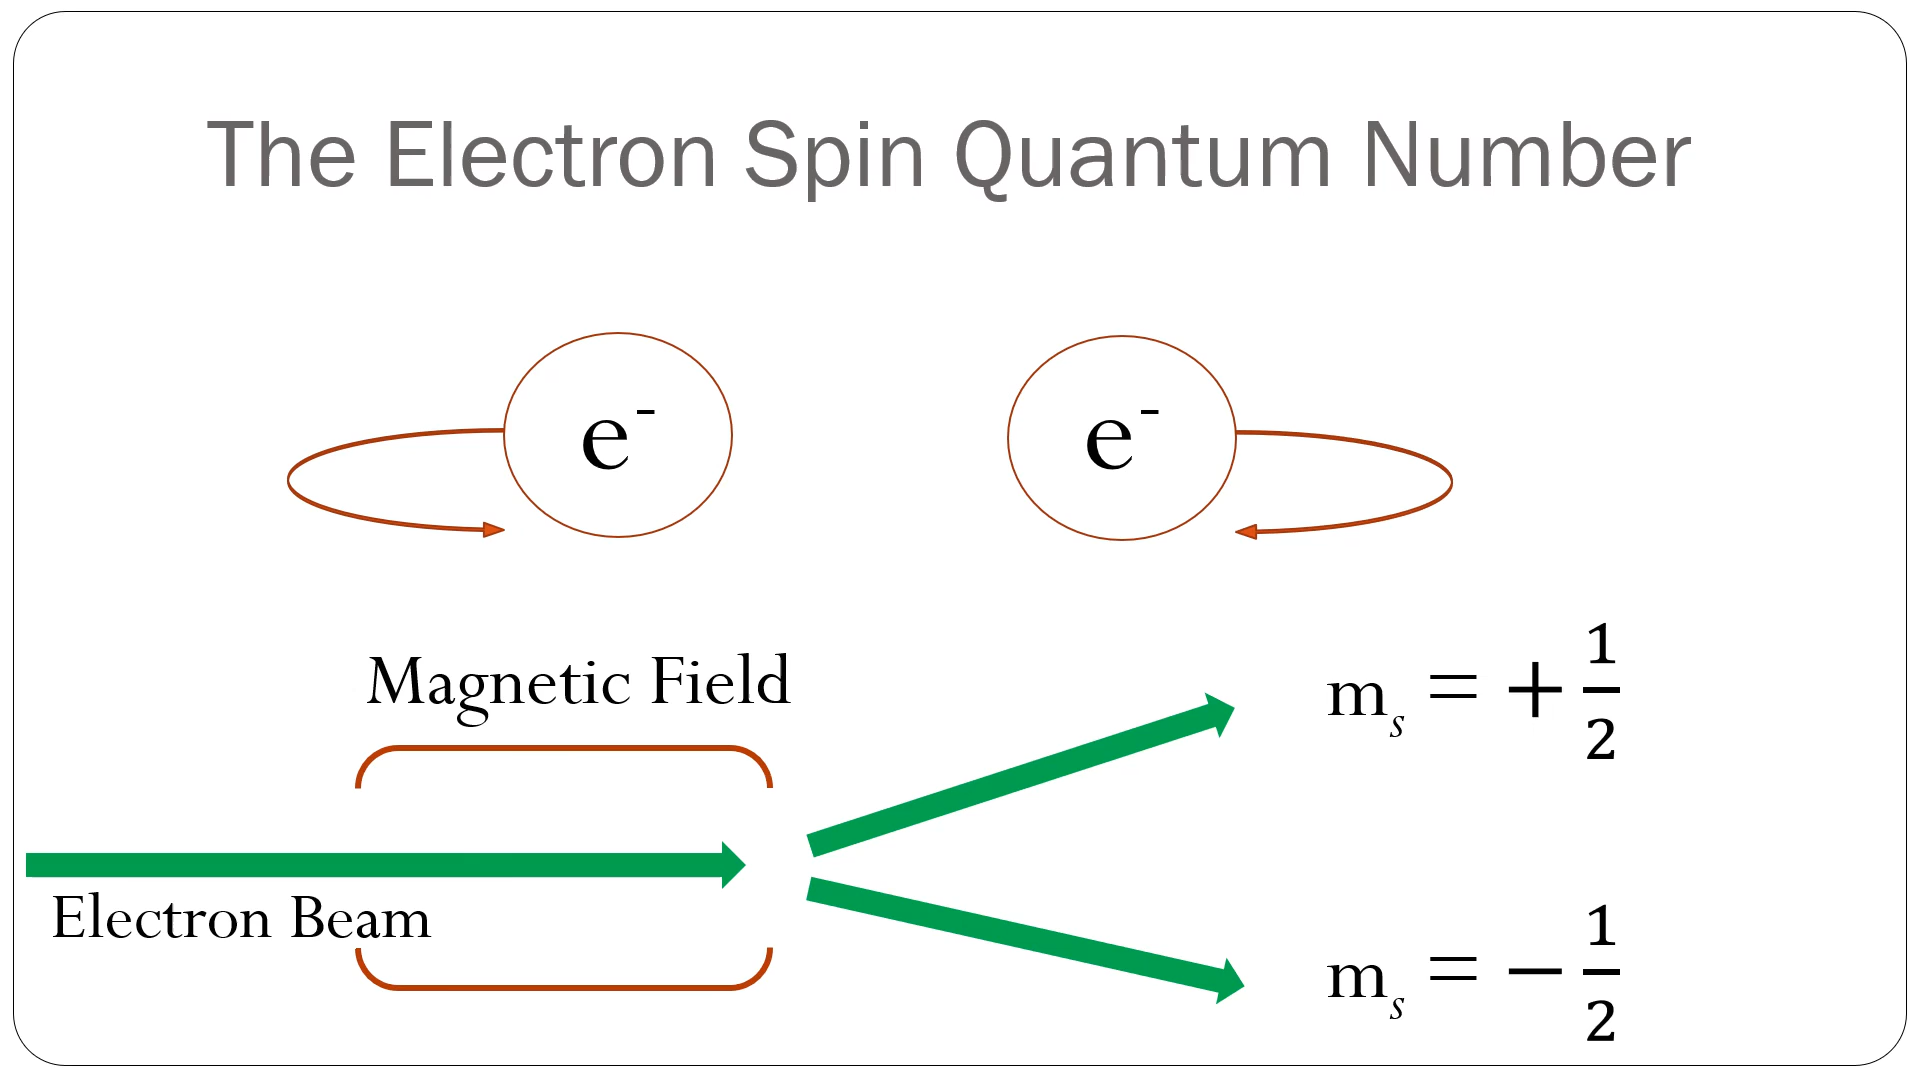 The Electron Spin Quantum Number
e⁻ e⁻
Magnetic Field
mₛ = + 1/2
Electron Beam
mₛ = − 1/2